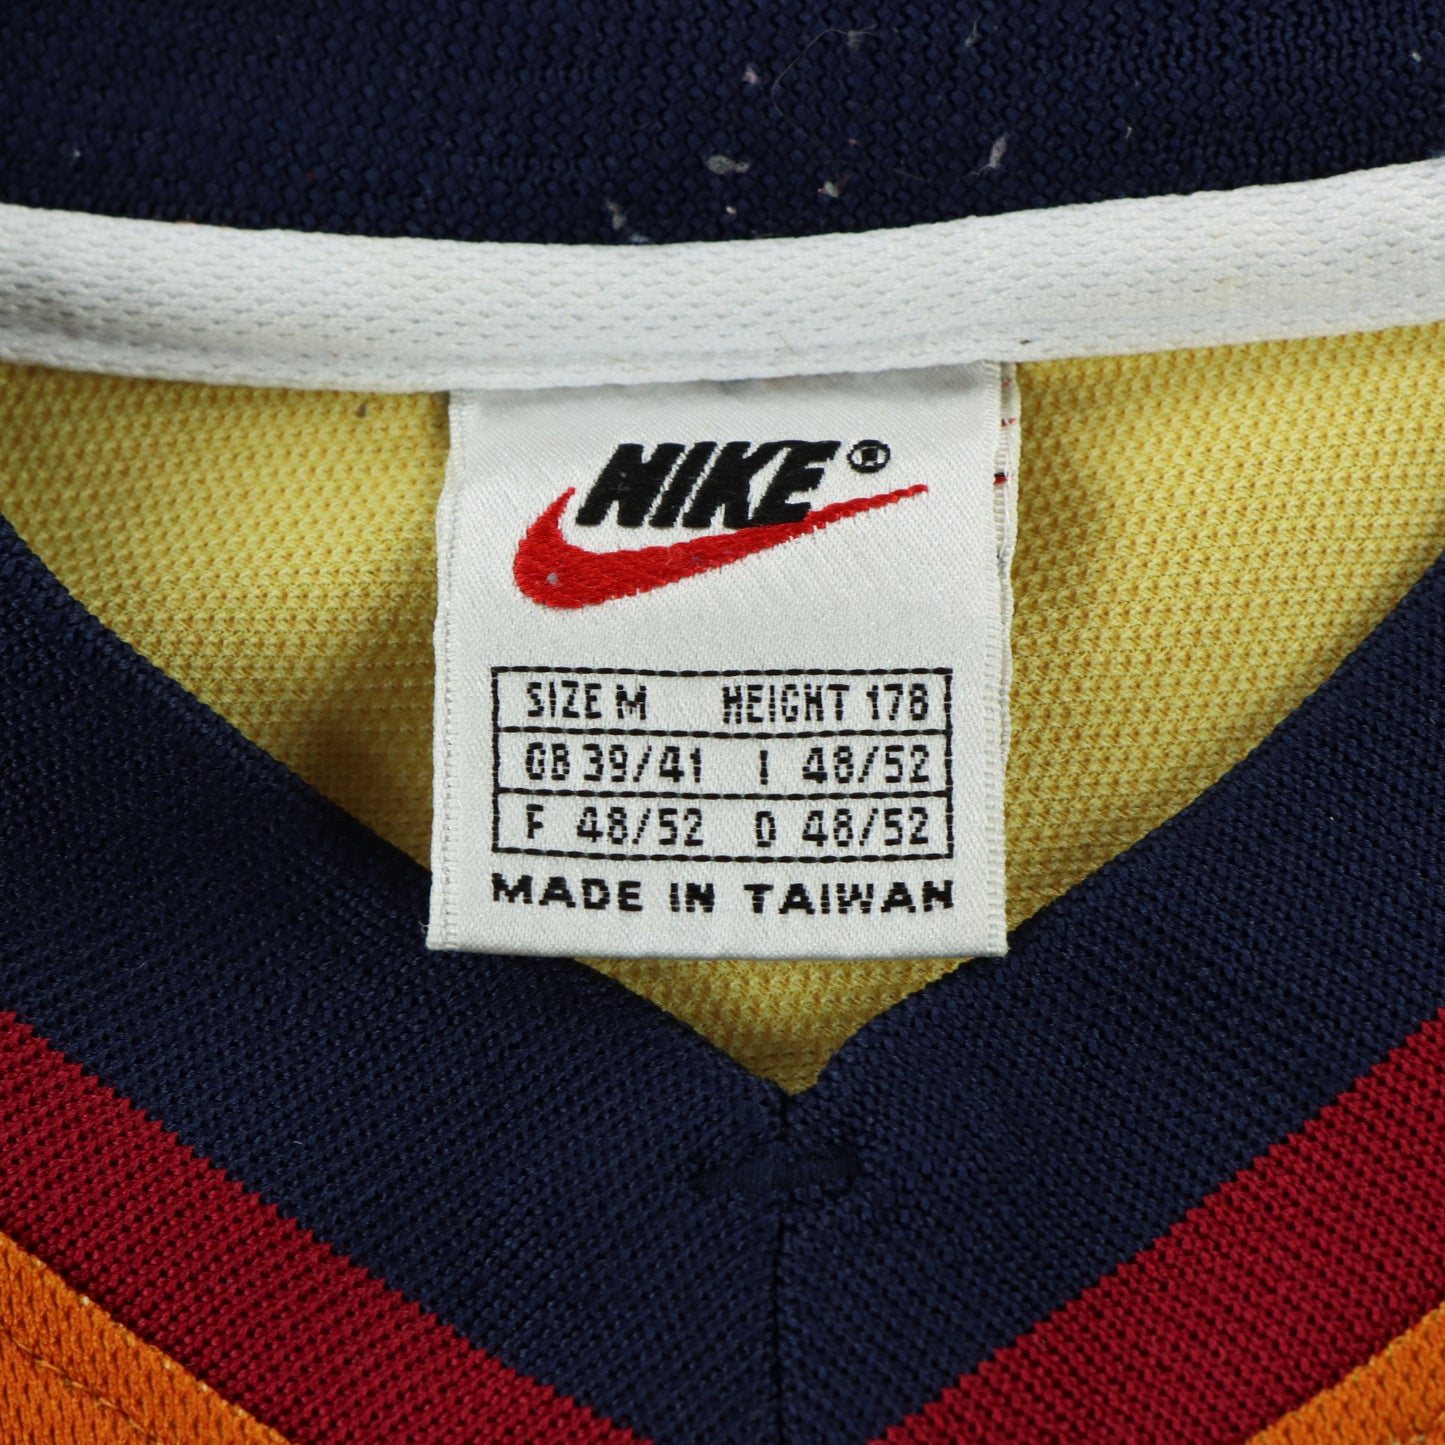 NIKE®
SIZE M HEIGHT 178
GB 39/41 I 48/52
F 48/52 D 48/52
MADE IN TAIWAN